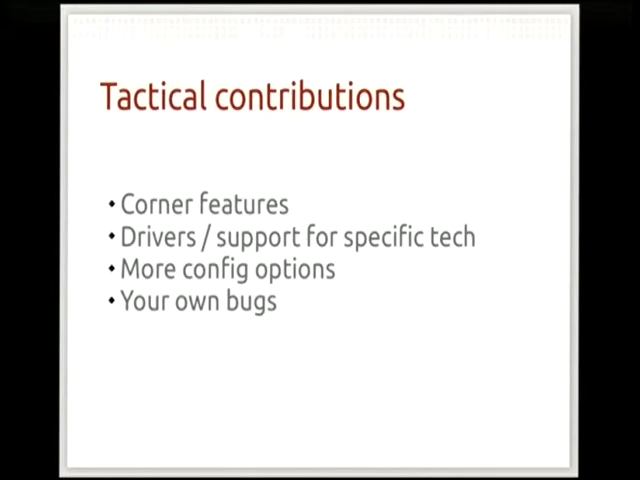 Tactical contributions
• Corner features
• Drivers / support for specific tech
• More config options
• Your own bugs